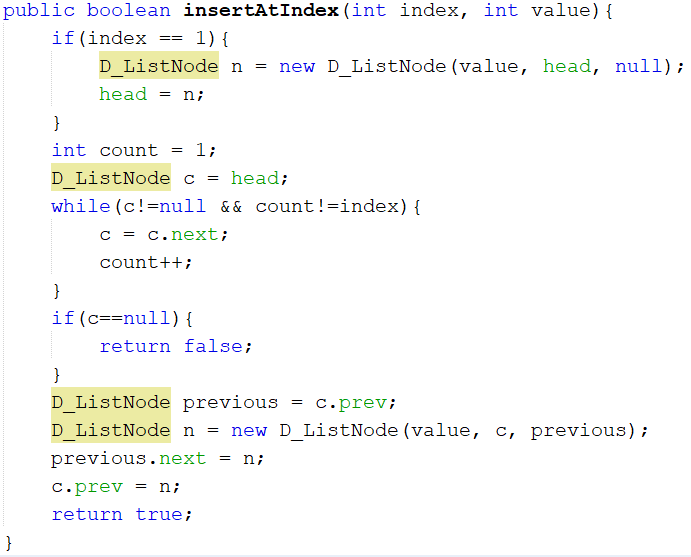 public boolean insertAtIndex(int index, int value){
    if(index == 1){
        D_ListNode n = new D_ListNode(value, head, null);
        head = n;
    }
    int count = 1;
    D_ListNode c = head;
    while(c!=null && count!=index){
        c = c.next;
        count++;
    }
    if(c==null){
        return false;
    }
    D_ListNode previous = c.prev;
    D_ListNode n = new D_ListNode(value, c, previous);
    previous.next = n;
    c.prev = n;
    return true;
}